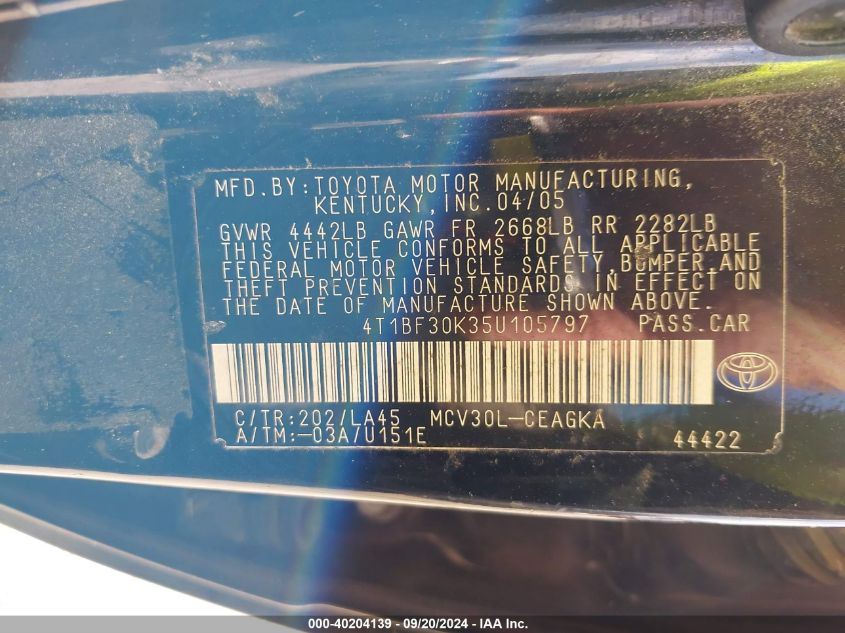 MFD.BY:TOYOTA MOTOR MANUFACTURING,
KENTUCKY, INC.04/05
GVWR 4442LB GAWR FR 2668LB RR 2282LB
THIS VEHICLE CONFORMS TO ALL APPLICABLE
FEDERAL MOTOR VEHICLE SAFETY,BUMPER,AND
THEFT PREVENTION STANDARDS IN EFFECT ON
THE DATE OF MANUFACTURE SHOWN ABOVE.
4T1BF30K35U105797 PASS.CAR
C/TR:202/LA45 MCV30L-CEAGKA
A/TM:-03A/U151E 44422
000-40204139 - 09/20/2024 - IAA Inc.